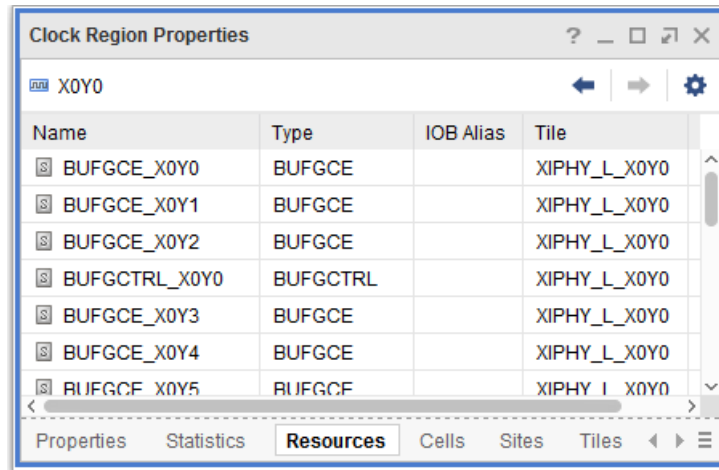 Clock Region Properties ?
X0Y0
Name Type IOB Alias Tile
S BUFGCE_X0Y0 BUFGCE XIPHY_L_X0Y0
S BUFGCE_X0Y1 BUFGCE XIPHY_L_X0Y0
S BUFGCE_X0Y2 BUFGCE XIPHY_L_X0Y0
S BUFGCTRL_X0Y0 BUFGCTRL XIPHY_L_X0Y0
S BUFGCE_X0Y3 BUFGCE XIPHY_L_X0Y0
S BUFGCE_X0Y4 BUFGCE XIPHY_L_X0Y0
S BUFGCE_X0Y5 BUFGCE XIPHY_L_X0Y0
Properties Statistics Resources Cells Sites Tiles